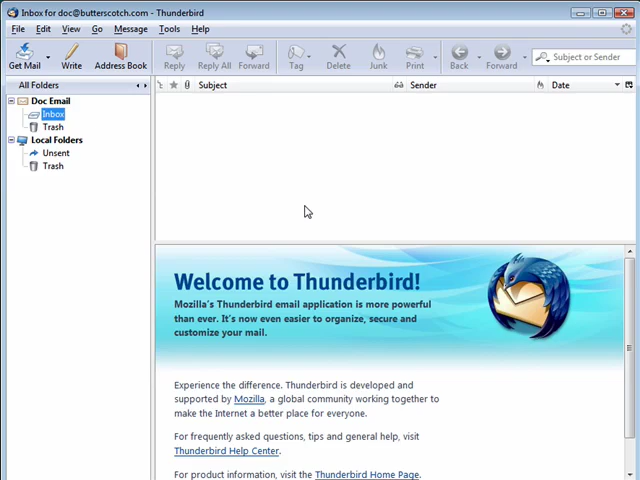 Inbox for doc@butterscotch.com - Thunderbird
File Edit View Go Message Tools Help
Get Mail Write Address Book Reply Reply All Forward Tag Delete Junk Print Back Forward Subject or Sender
All Folders Subject Sender Date
Doc Email
Inbox
Trash
Local Folders
Unsent
Trash
Welcome to Thunderbird!
Mozilla's Thunderbird email application is more powerful
than ever. It's now even easier to organize, secure and
customize your mail.
Experience the difference. Thunderbird is developed and
supported by Mozilla, a global community working together to
make the Internet a better place for everyone.
For frequently asked questions, tips and general help, visit
Thunderbird Help Center.
For product information, visit the Thunderbird Home Page.